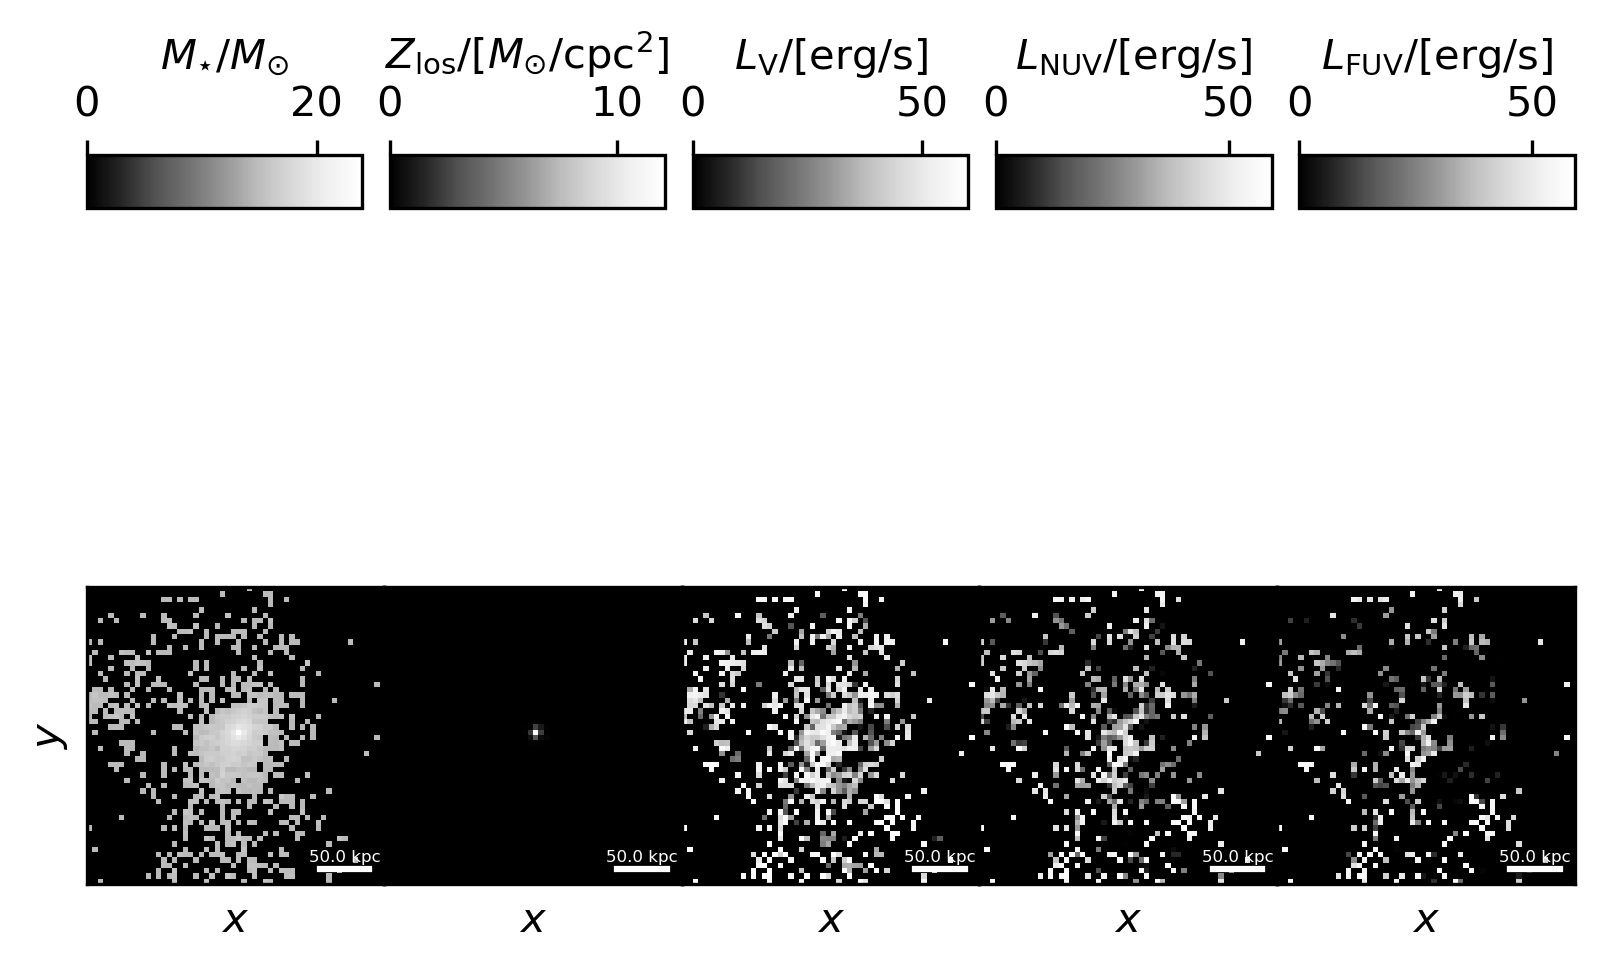 M⋆/M⊙ Z_los/[M⊙/cpc²] L_V/[erg/s] L_NUV/[erg/s] L_FUV/[erg/s]
0 20 0 10 0 50 0 50 0 50
y
50.0 kpc 50.0 kpc 50.0 kpc 50.0 kpc 50.0 kpc
x x x x x